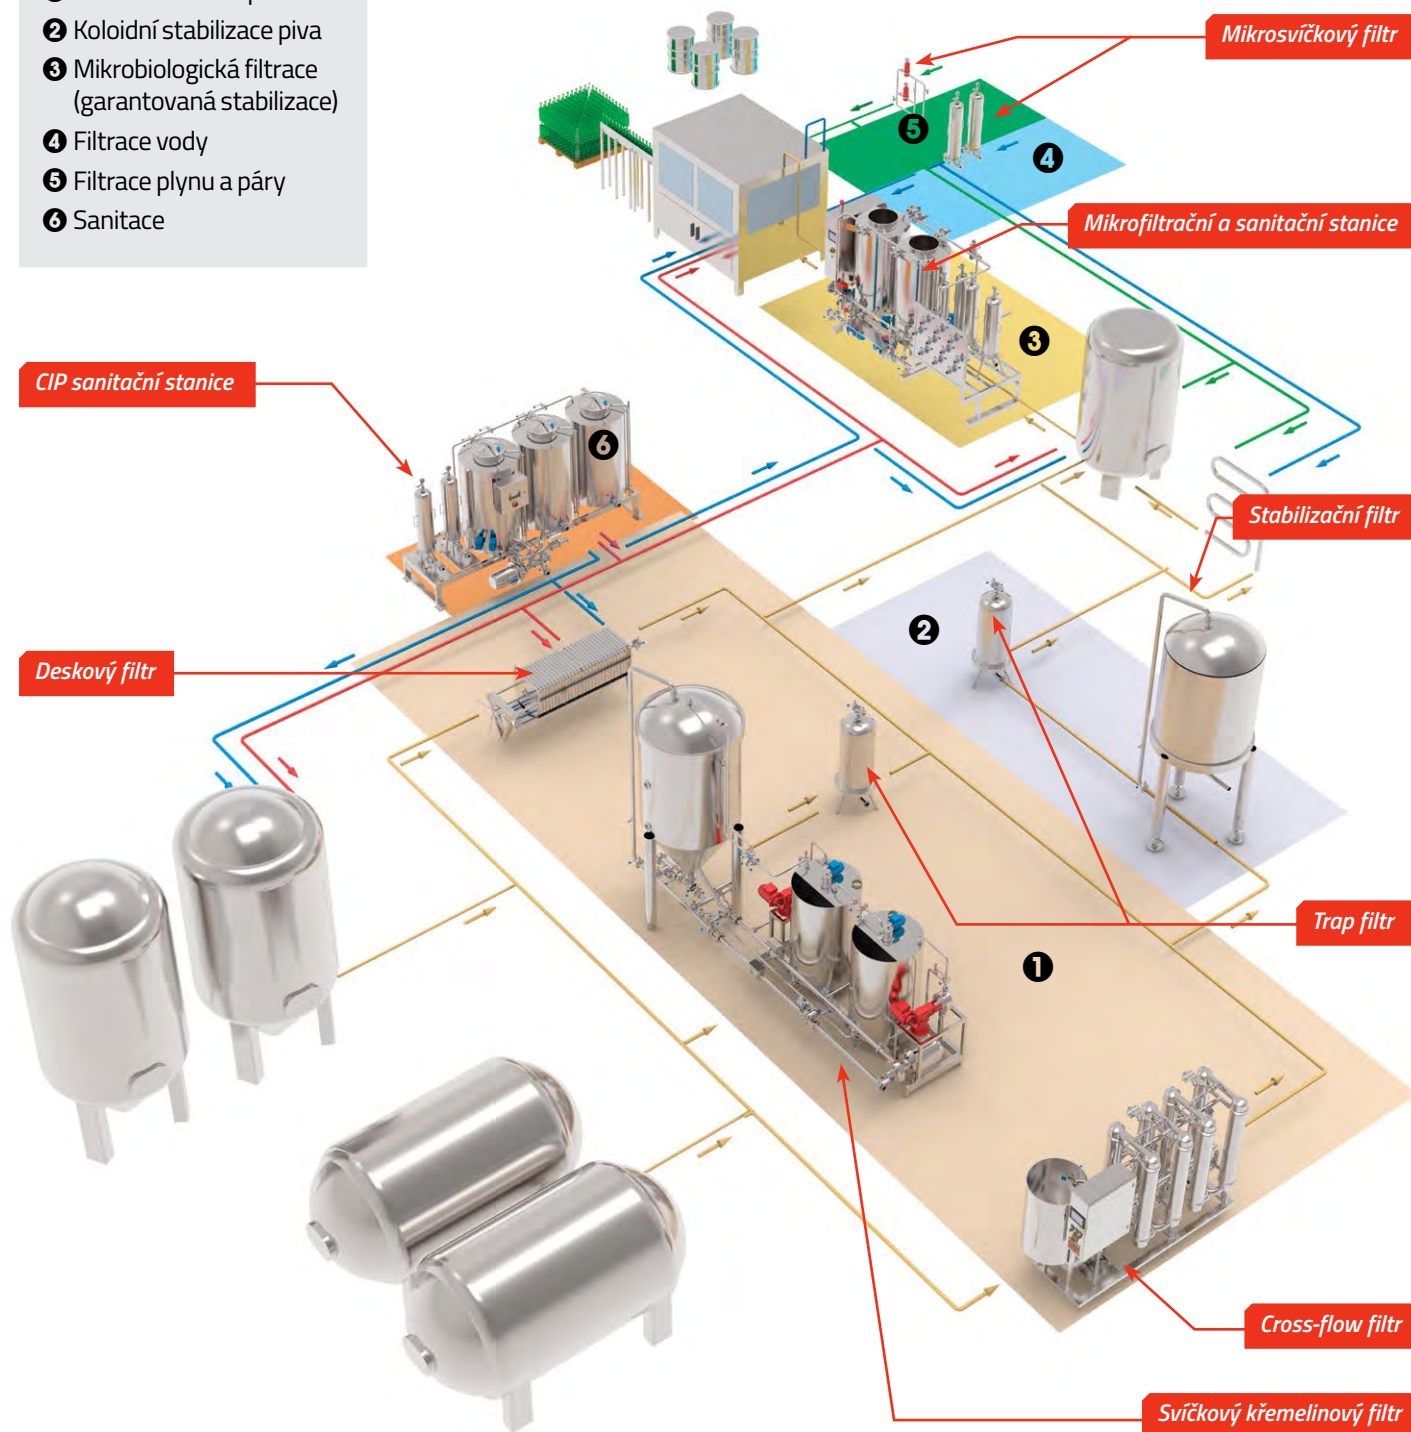 ❷ Koloidní stabilizace piva
❸ Mikrobiologická filtrace
(garantovaná stabilizace)
❹ Filtrace vody
❺ Filtrace plynu a páry
❻ Sanitace
Mikrosvíčkový filtr
❺
❹
Mikrofiltrační a sanitační stanice
❸
CIP sanitační stanice
❻
Stabilizační filtr
❷
Deskový filtr
Trap filtr
❶
Cross-flow filtr
Svíčkový křemelinový filtr